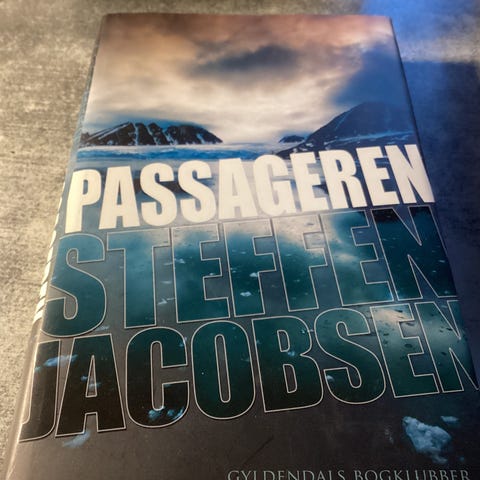 PASSAGEREN
STEFFEN
JACOBSEN
GYLDENDALS BOGKLUBBER